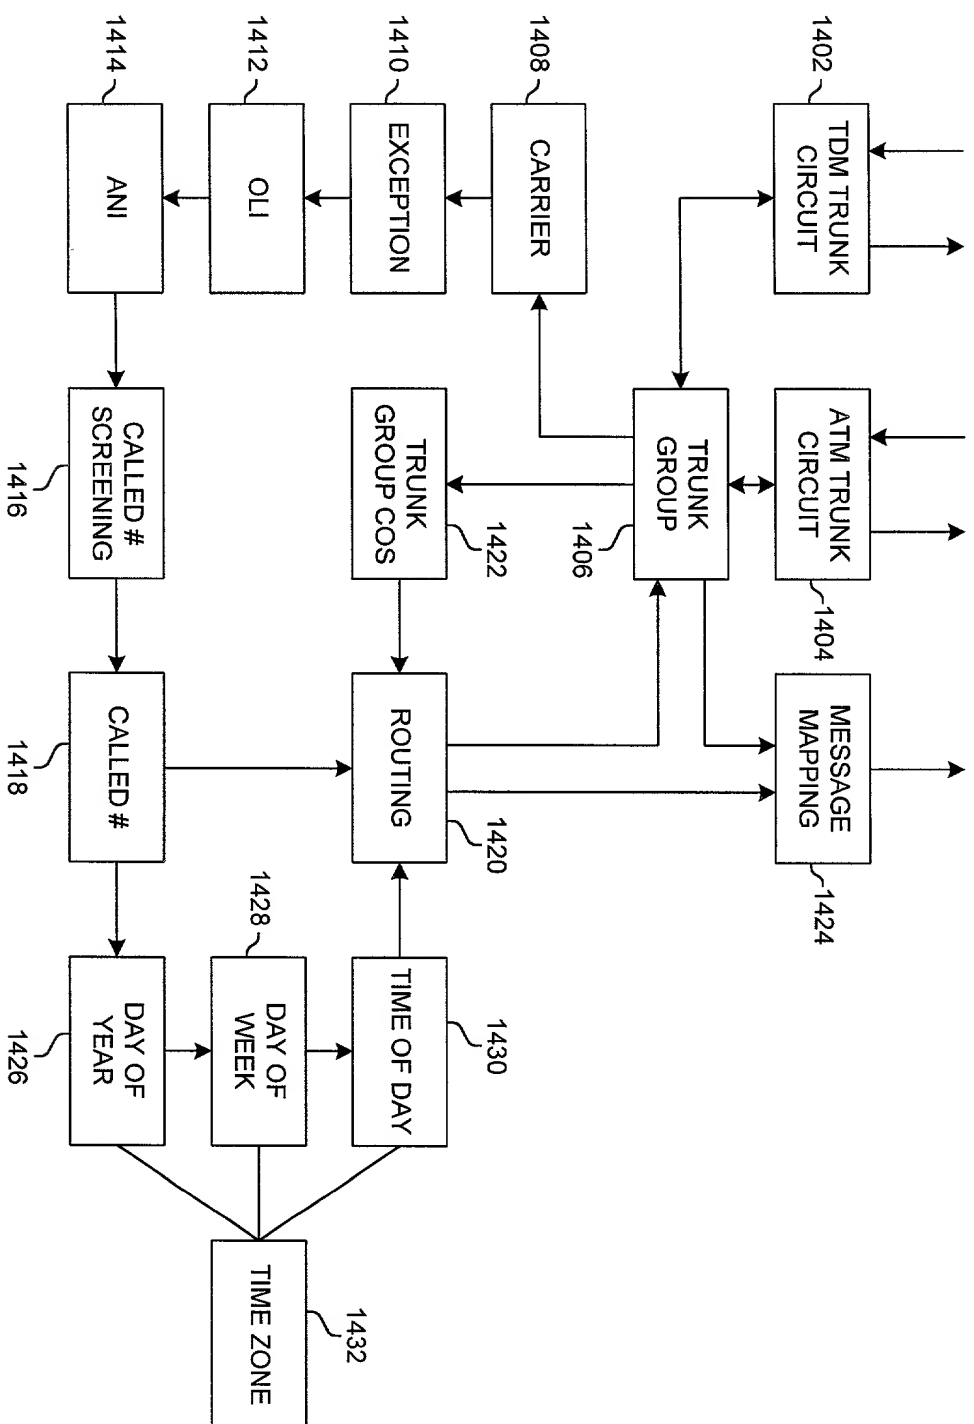 1402
TDM TRUNK
CIRCUIT
ATM TRUNK
CIRCUIT
1404
MESSAGE
MAPPING
1424
TRUNK
GROUP
1406
1408
CARRIER
1410
EXCEPTION
TRUNK
GROUP COS
1422
ROUTING
1420
TIME OF DAY
1430
1412
OLI
1428
DAY OF
WEEK
TIME ZONE
1432
1414
ANI
CALLED #
SCREENING
1416
CALLED #
1418
DAY OF
YEAR
1426